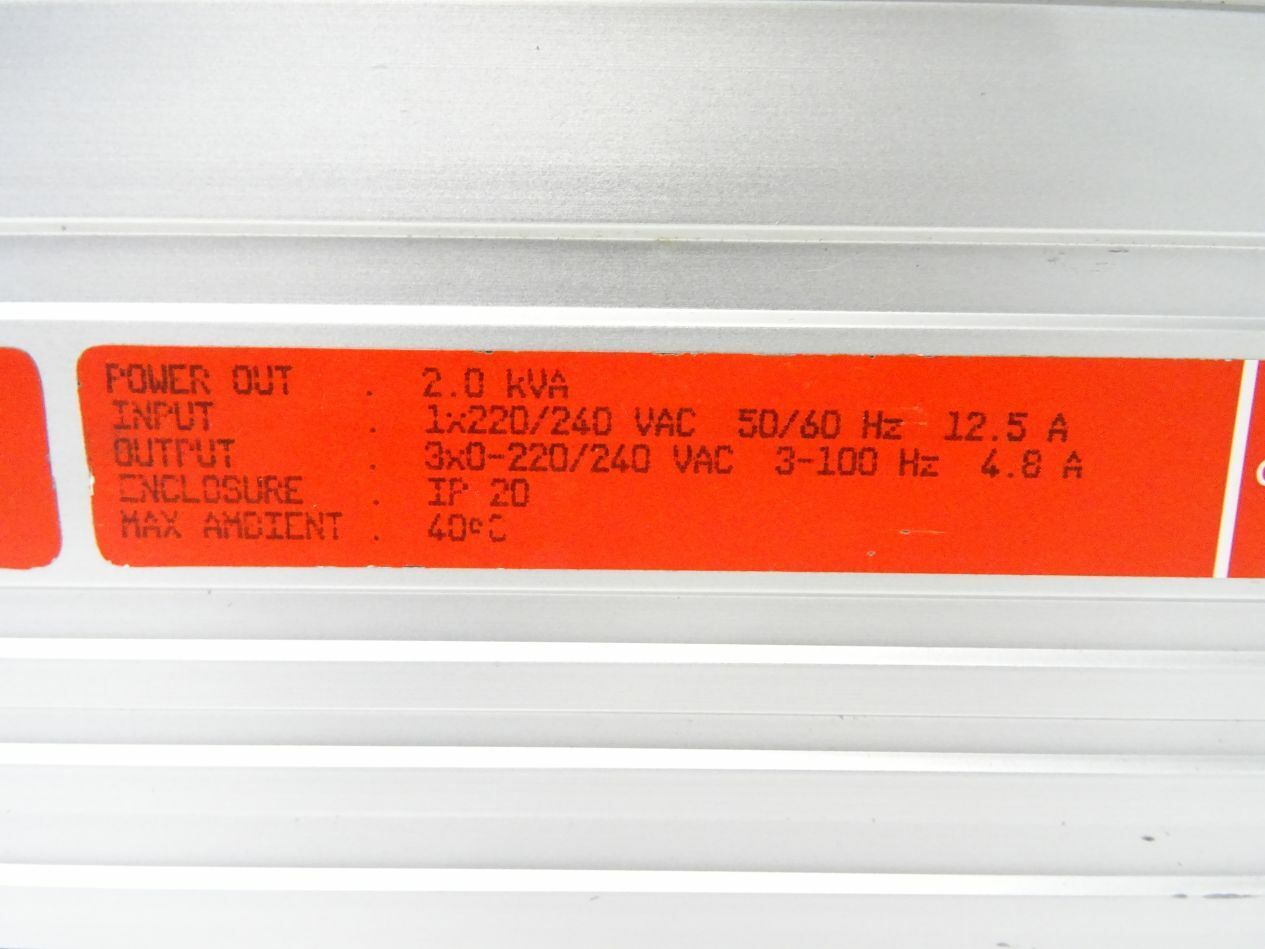 POWER OUT . 2.0 kVA
INPUT . 1x220/240 VAC 50/60 Hz 12.5 A
OUTPUT . 3x0-220/240 VAC 3-100 Hz 4.8 A
ENCLOSURE . IP 20
MAX AMBIENT . 40°C